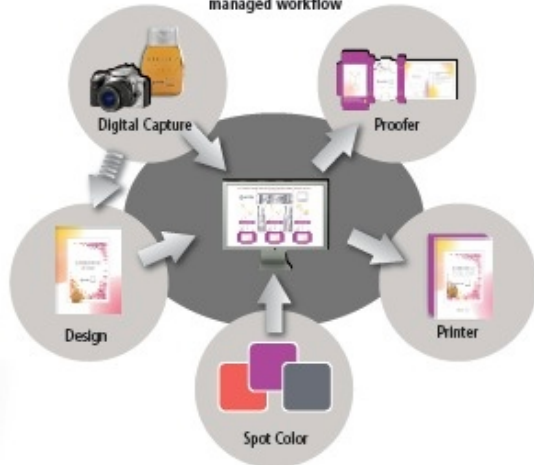 managed workflow
Digital Capture
Proofer
Design
Printer
Spot Color